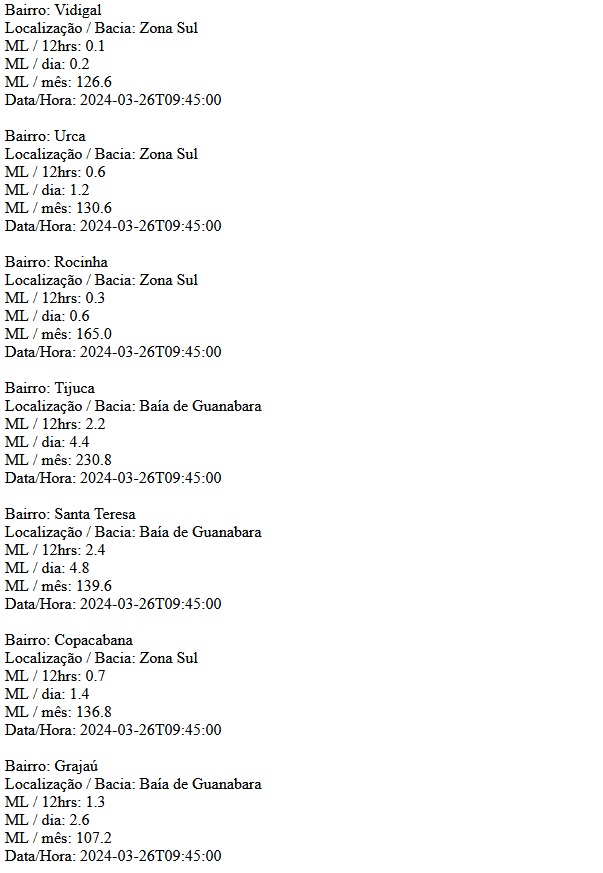 Bairro: Vidigal
Localização / Bacia: Zona Sul
ML / 12hrs: 0.1
ML / dia: 0.2
ML / mês: 126.6
Data/Hora: 2024-03-26T09:45:00
Bairro: Urca
Localização / Bacia: Zona Sul
ML / 12hrs: 0.6
ML / dia: 1.2
ML / mês: 130.6
Data/Hora: 2024-03-26T09:45:00
Bairro: Rocinha
Localização / Bacia: Zona Sul
ML / 12hrs: 0.3
ML / dia: 0.6
ML / mês: 165.0
Data/Hora: 2024-03-26T09:45:00
Bairro: Tijuca
Localização / Bacia: Baía de Guanabara
ML / 12hrs: 2.2
ML / dia: 4.4
ML / mês: 230.8
Data/Hora: 2024-03-26T09:45:00
Bairro: Santa Teresa
Localização / Bacia: Baía de Guanabara
ML / 12hrs: 2.4
ML / dia: 4.8
ML / mês: 139.6
Data/Hora: 2024-03-26T09:45:00
Bairro: Copacabana
Localização / Bacia: Zona Sul
ML / 12hrs: 0.7
ML / dia: 1.4
ML / mês: 136.8
Data/Hora: 2024-03-26T09:45:00
Bairro: Grajaú
Localização / Bacia: Baía de Guanabara
ML / 12hrs: 1.3
ML / dia: 2.6
ML / mês: 107.2
Data/Hora: 2024-03-26T09:45:00